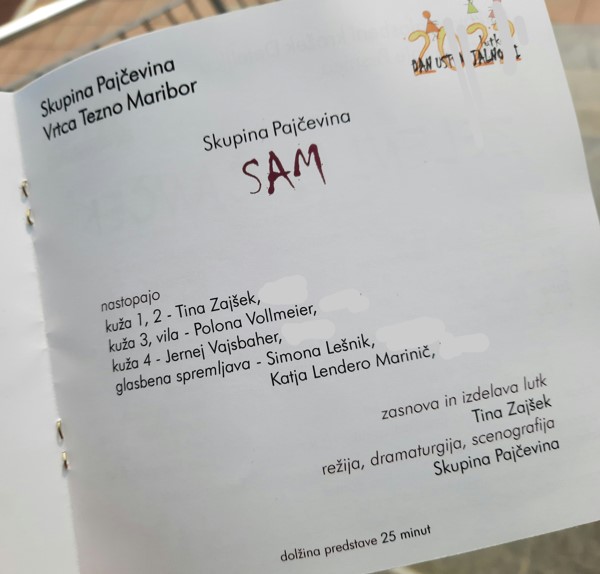 Skupina Pajčevina
Vrtca Tezno Maribor
Skupina Pajčevina
SAM
nastopajo
kuža 1, 2 - Tina Zajšek,
kuža 3, vila - Polona Vollmeier,
kuža 4 - Jernej Vajsbaher,
glasbena spremljava - Simona Lešnik,
Katja Lendero Marinič,
zasnova in izdelava lutk
Tina Zajšek
režija, dramaturgija, scenografija
Skupina Pajčevina
dolžina predstave 25 minut